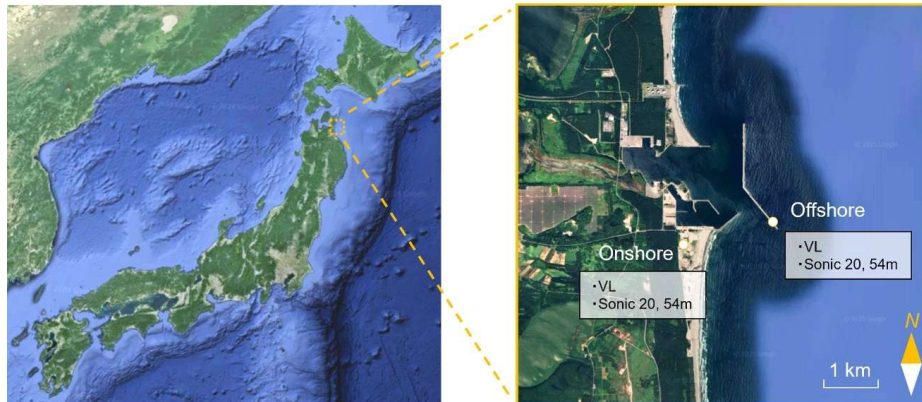 Offshore
・VL
・Sonic 20, 54m
Onshore
・VL
・Sonic 20, 54m
N
1 km